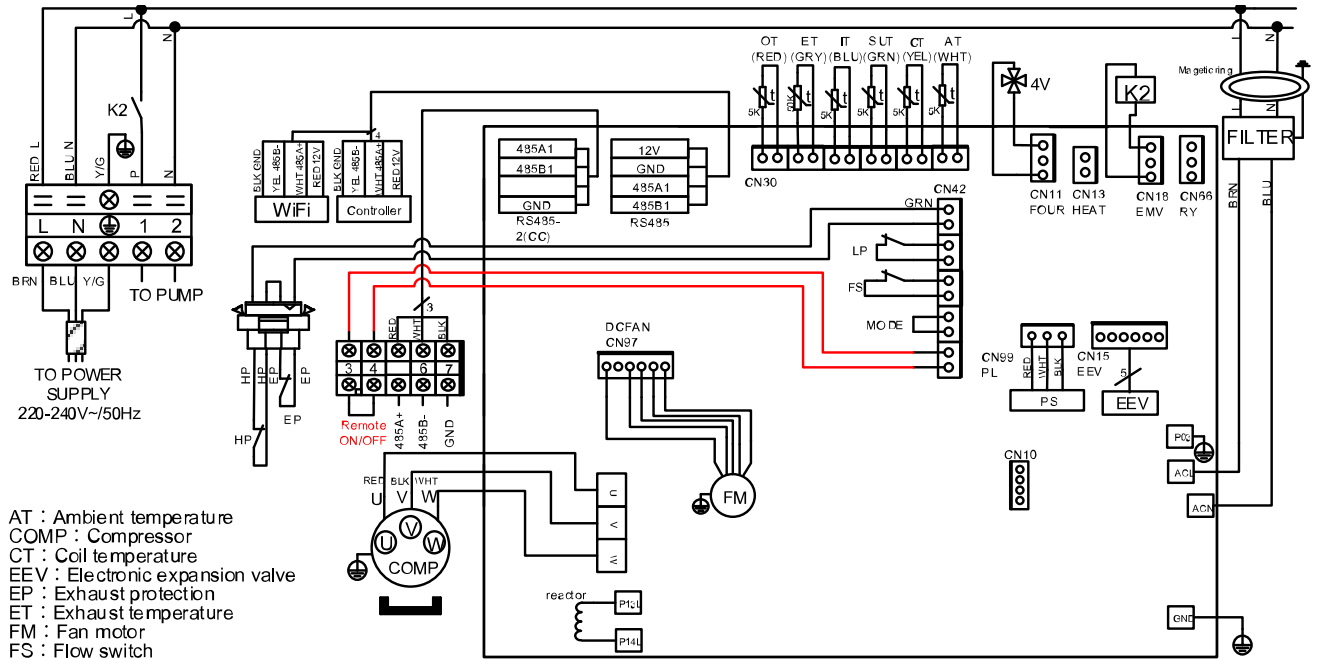 L
N
K2
RED L
BLU N
Y/G
P
N
L N 1 2
BRN BLU Y/G
TO PUMP
TO POWER
SUPPLY
220-240V~/50Hz
4
BLK GND
YEL 485B-
WHT 485A+
RED 12V
WiFi
BLK GND
YEL 485B-
WHT 485A+
RED 12V
Controller
485A1
485B1
GND
RS485-
2(CC)
12V
GND
485A1
485B1
RS485
OT ET IT SUT CT AT
(RED) (GRY) (BLU) (GRN) (YEL) (WHT)
t t t t t t
5K 50K 5K 5K 5K 5K
CN30
4V
K2
CN11
FOUR
CN13
HEAT
CN18
EMV
CN66
RY
L
N
Mageticring
L
N
FILTER
BRN
BLU
CN42
GRN
LP
FS
MODE
HP
HP
EP
EP
HP
EP
3
RED
WHT
BLK
3 4 6 7
Remote
ON/OFF
485A+
485B-
GND
DCFAN
CN97
FM
CN99
PL
RED
WHT
BLK
PS
CN15
EEV
5
EEV
CN10
P03
ACL
ACN
GND
RED BLK WHT
U V W
U V W
COMP
U
V
W
reactor
P13L
P14L
AT : Ambient temperature
COMP : Compressor
CT : Coil temperature
EEV : Electronic expansion valve
EP : Exhaust protection
ET : Exhaust temperature
FM : Fan motor
FS : Flow switch